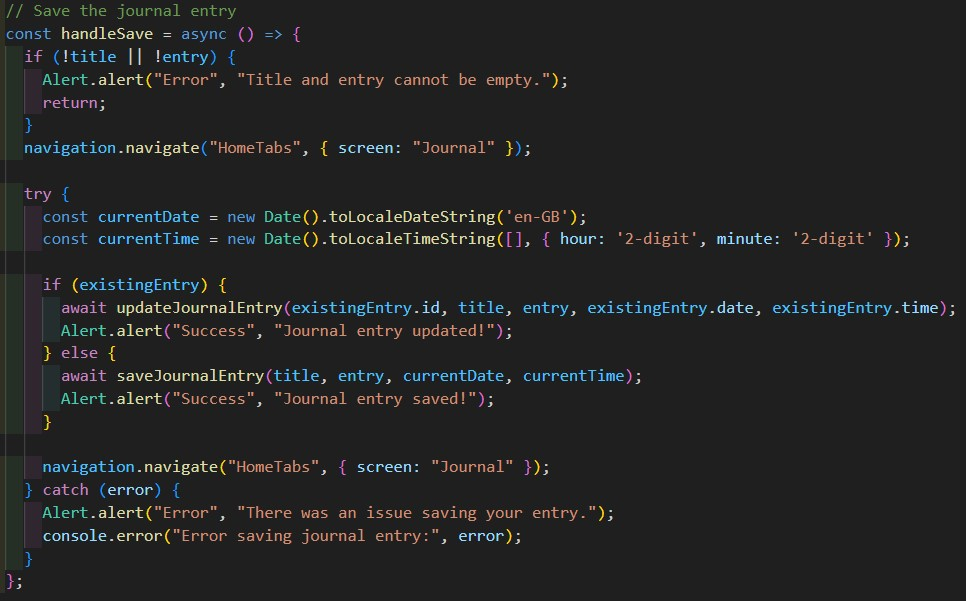 // Save the journal entry
const handleSave = async () => {
if (!title || !entry) {
Alert.alert("Error", "Title and entry cannot be empty.");
return;
}
navigation.navigate("HomeTabs", { screen: "Journal" });
try {
const currentDate = new Date().toLocaleDateString('en-GB');
const currentTime = new Date().toLocaleTimeString([], { hour: '2-digit', minute: '2-digit' });
if (existingEntry) {
await updateJournalEntry(existingEntry.id, title, entry, existingEntry.date, existingEntry.time);
Alert.alert("Success", "Journal entry updated!");
} else {
await saveJournalEntry(title, entry, currentDate, currentTime);
Alert.alert("Success", "Journal entry saved!");
}
navigation.navigate("HomeTabs", { screen: "Journal" });
} catch (error) {
Alert.alert("Error", "There was an issue saving your entry.");
console.error("Error saving journal entry:", error);
}
};